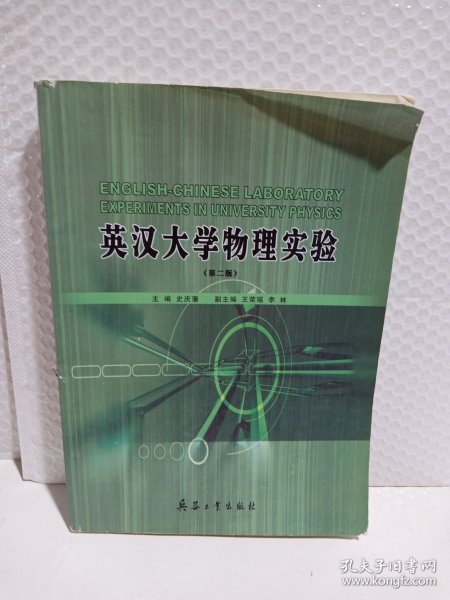 ENGLISH-CHINESE LABORATORY
EXPERIMENTS IN UNIVERSITY PHYSICS
英汉大学物理实验
（第二版）
主编 史庆藩 副主编 王荣瑶 李林
兵器工业出版社
孔夫子旧书网
www.kongfz.com